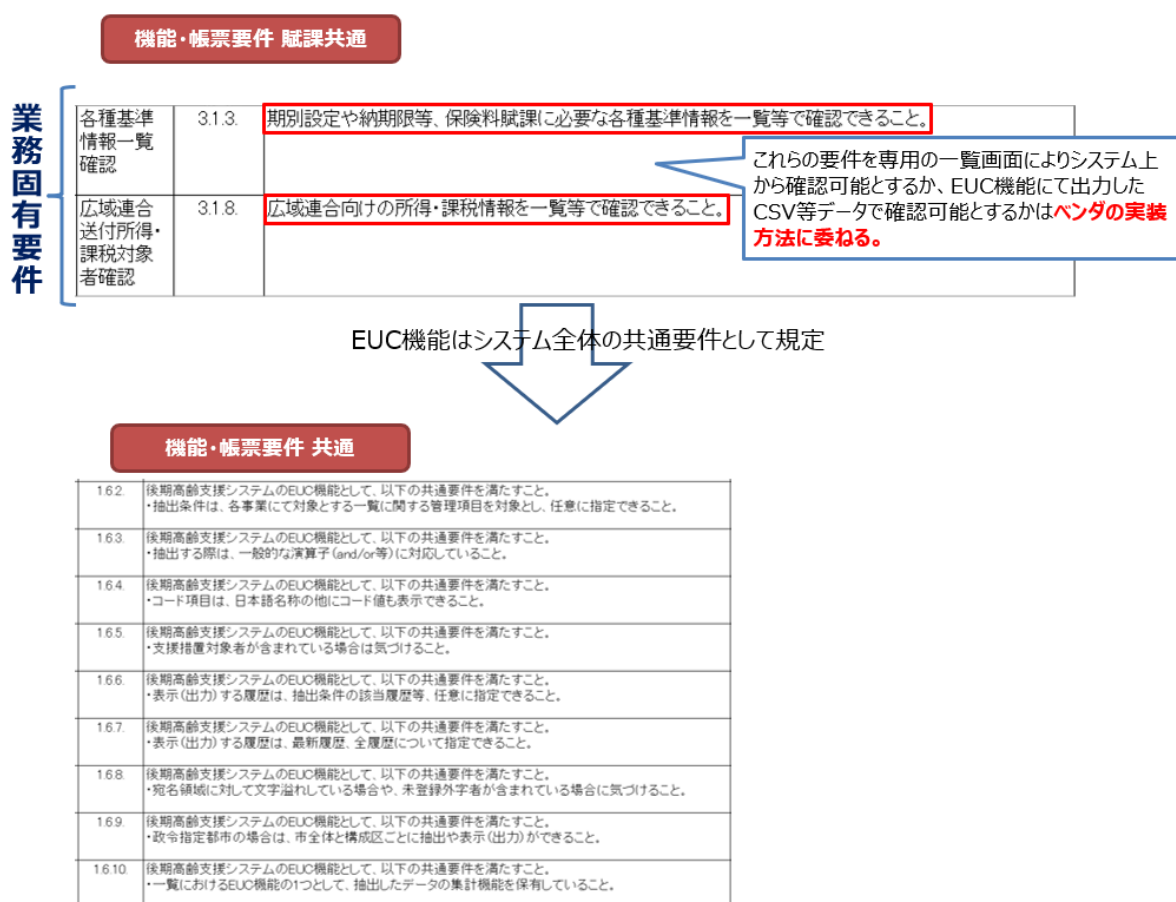 機能・帳票要件 賦課共通
業務固有要件
各種基準
情報一覧
確認
3.1.3.
期別設定や納期限等、保険料賦課に必要な各種基準情報を一覧等で確認できること。
これらの要件を専用の一覧画面によりシステム上
から確認可能とするか、EUC機能にて出力した
CSV等データで確認可能とするかはベンダの実装
方法に委ねる。
広域連合
送付所得・
課税対象
者確認
3.1.8.
広域連合向けの所得・課税情報を一覧等で確認できること。
EUC機能はシステム全体の共通要件として規定
機能・帳票要件 共通
1.6.2.
後期高齢支援システムのEUC機能として、以下の共通要件を満たすこと。
・抽出条件は、各事業にて対象とする一覧に関する管理項目を対象とし、任意に指定できること。
1.6.3.
後期高齢支援システムのEUC機能として、以下の共通要件を満たすこと。
・抽出する際は、一般的な演算子(and/or等)に対応していること。
1.6.4.
後期高齢支援システムのEUC機能として、以下の共通要件を満たすこと。
・コード項目は、日本語名称の他にコード値も表示できること。
1.6.5.
後期高齢支援システムのEUC機能として、以下の共通要件を満たすこと。
・支援措置対象者が含まれている場合は気づけること。
1.6.6.
後期高齢支援システムのEUC機能として、以下の共通要件を満たすこと。
・表示(出力)する履歴は、抽出条件の該当履歴等、任意に指定できること。
1.6.7.
後期高齢支援システムのEUC機能として、以下の共通要件を満たすこと。
・表示(出力)する履歴は、最新履歴、全履歴について指定できること。
1.6.8.
後期高齢支援システムのEUC機能として、以下の共通要件を満たすこと。
・宛名領域に対して文字溢れしている場合や、未登録外字者が含まれている場合に気づけること。
1.6.9.
後期高齢支援システムのEUC機能として、以下の共通要件を満たすこと。
・政令指定都市の場合は、市全体と構成区ごとに抽出や表示(出力)ができること。
1.6.10.
後期高齢支援システムのEUC機能として、以下の共通要件を満たすこと。
・一覧におけるEUC機能の1つとして、抽出したデータの集計機能を保有していること。